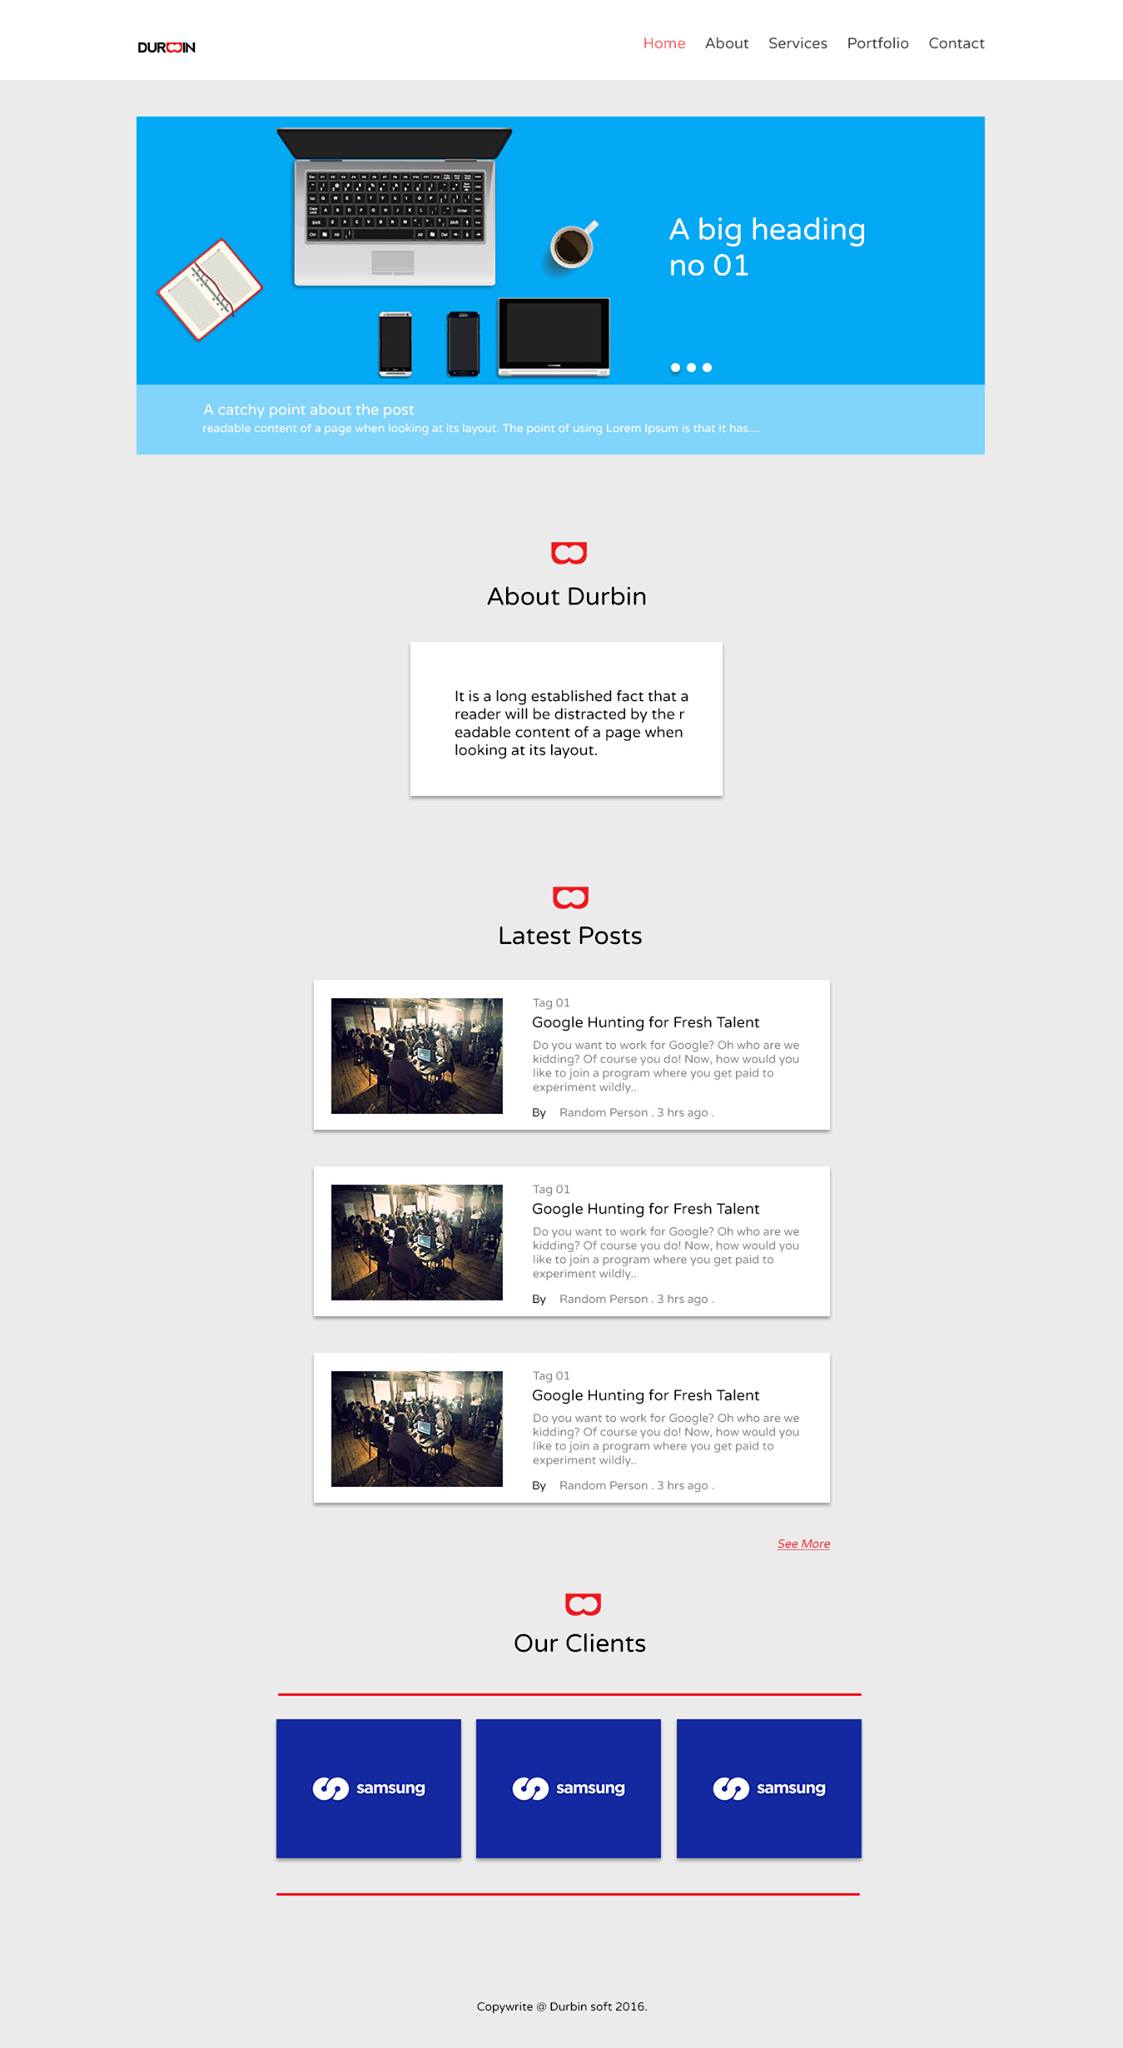 DURBIN
Home About Services Portfolio Contact
A big heading
no 01
A catchy point about the post
readable content of a page when looking at its layout. The point of using Lorem Ipsum is that it has....
About Durbin
It is a long established fact that a
reader will be distracted by the r
eadable content of a page when
looking at its layout.
Latest Posts
Tag 01
Google Hunting for Fresh Talent
Do you want to work for Google? Oh who are we
kidding? Of course you do! Now, how would you
like to join a program where you get paid to
experiment wildly..
By Random Person . 3 hrs ago .
Tag 01
Google Hunting for Fresh Talent
Do you want to work for Google? Oh who are we
kidding? Of course you do! Now, how would you
like to join a program where you get paid to
experiment wildly..
By Random Person . 3 hrs ago .
Tag 01
Google Hunting for Fresh Talent
Do you want to work for Google? Oh who are we
kidding? Of course you do! Now, how would you
like to join a program where you get paid to
experiment wildly..
By Random Person . 3 hrs ago .
See More
Our Clients
samsung samsung samsung
Copywrite @ Durbin soft 2016.